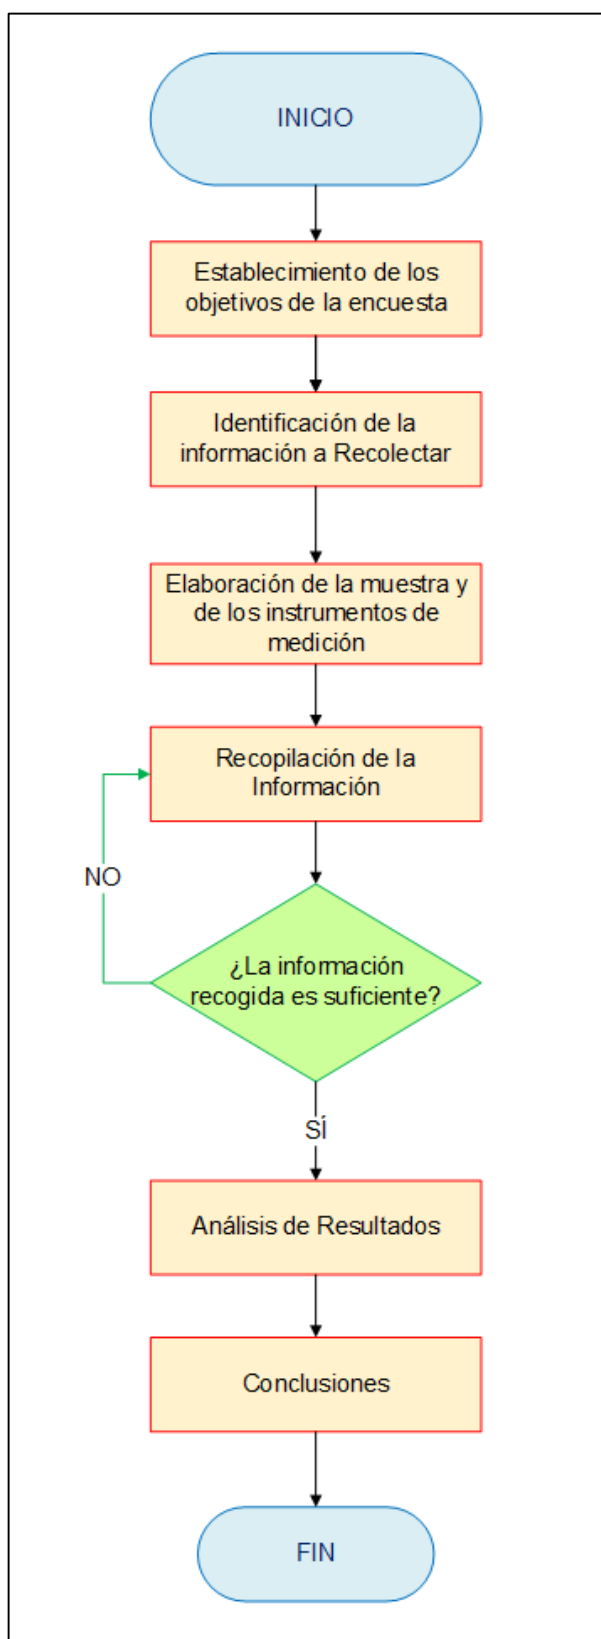 INICIO
Establecimiento de los
objetivos de la encuesta
Identificación de la
información a Recolectar
Elaboración de la muestra y
de los instrumentos de
medición
Recopilación de la
Información
NO
¿La información
recogida es suficiente?
SÍ
Análisis de Resultados
Conclusiones
FIN